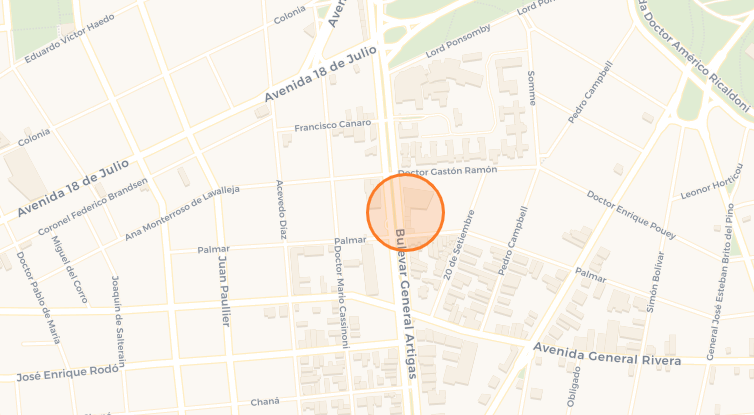 Colonia
Eduardo Víctor Haedo
Avenida 18 de Julio
Lord Ponsomby
Lord Pon
Doctor Américo Ricaldoni
Somme
Pedro Campbell
Francisco Canaro
Colonia
Avenida 18 de Julio
Coronel Federico Brandsen
Ana Monterroso de Lavalleja
Acevedo Díaz
Doctor Gastón Ramón
Doctor Enrique Pouey
Leonor Horticou
Miguel del Corro
Doctor Pablo de María
Joaquín de Salterain
Juan Paullier
Palmar
Palmar
Doctor Mario Cassinoni
Bulevar General Artigas
20 de Setiembre
Pedro Campbell
Palmar
Simón Bolívar
General José Esteban Brito del Pino
Avenida General Rivera
José Enrique Rodó
Chaná
Obligado